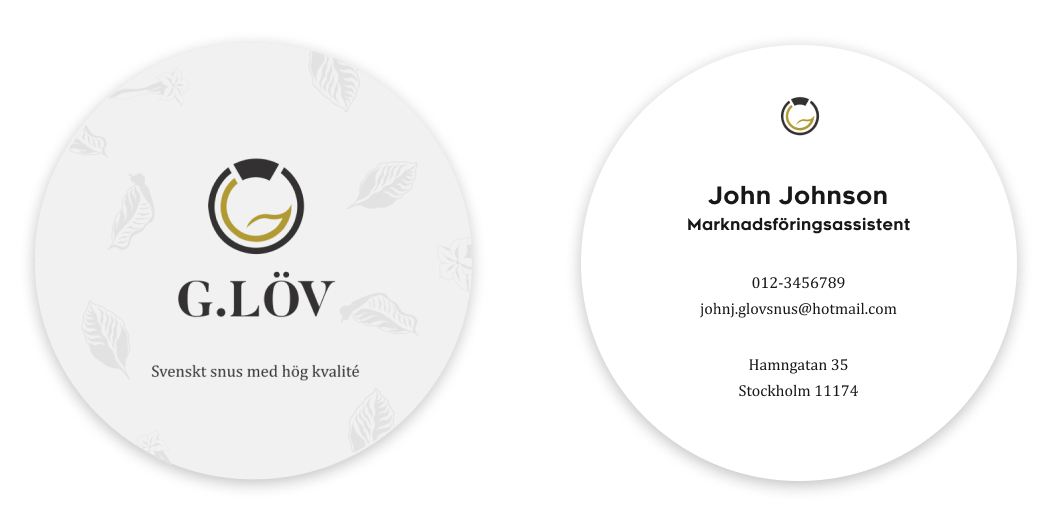 G.LÖV
Svenskt snus med hög kvalité
John Johnson
Marknadsföringsassistent
012-3456789
johnj.glovsnus@hotmail.com
Hamngatan 35
Stockholm 11174